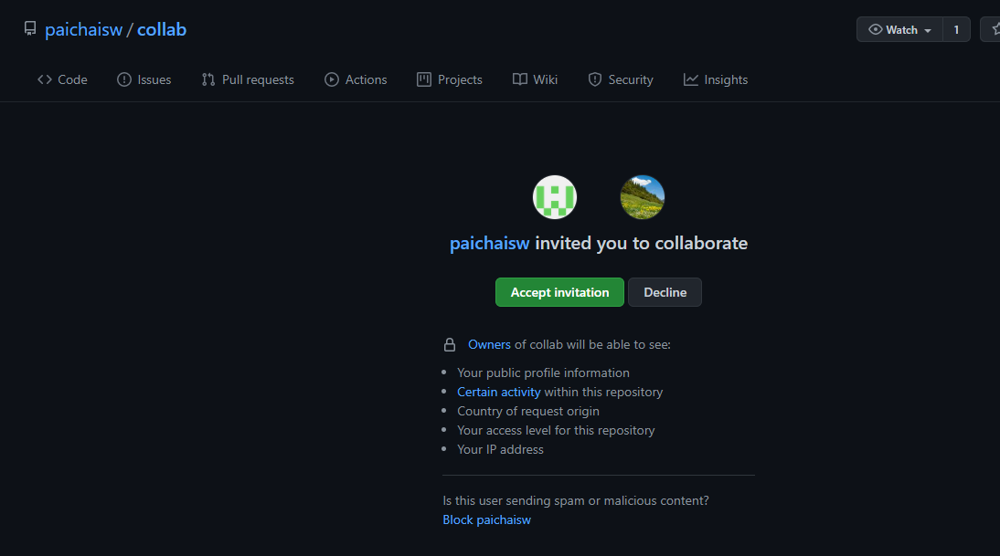 paichaisw / collab
Watch 1
Code Issues Pull requests Actions Projects Wiki Security Insights
paichaisw invited you to collaborate
Accept invitation Decline
Owners of collab will be able to see:
Your public profile information
Certain activity within this repository
Country of request origin
Your access level for this repository
Your IP address
Is this user sending spam or malicious content?
Block paichaisw